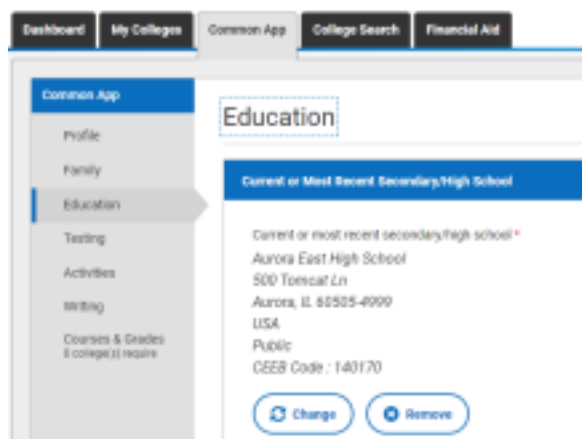 Dashboard
My Colleges
Common App
College Search
Financial Aid
Common App
Profile
Family
Education
Testing
Activities
Writing
Courses & Grades
college(s) require
Education
Current or Most Recent Secondary/High School
Current or most recent secondary/high school *
Aurora East High School
500 Tomcat Ln
Aurora, IL 60505-4999
USA
Public
CEEB Code : 140170
Change
Remove